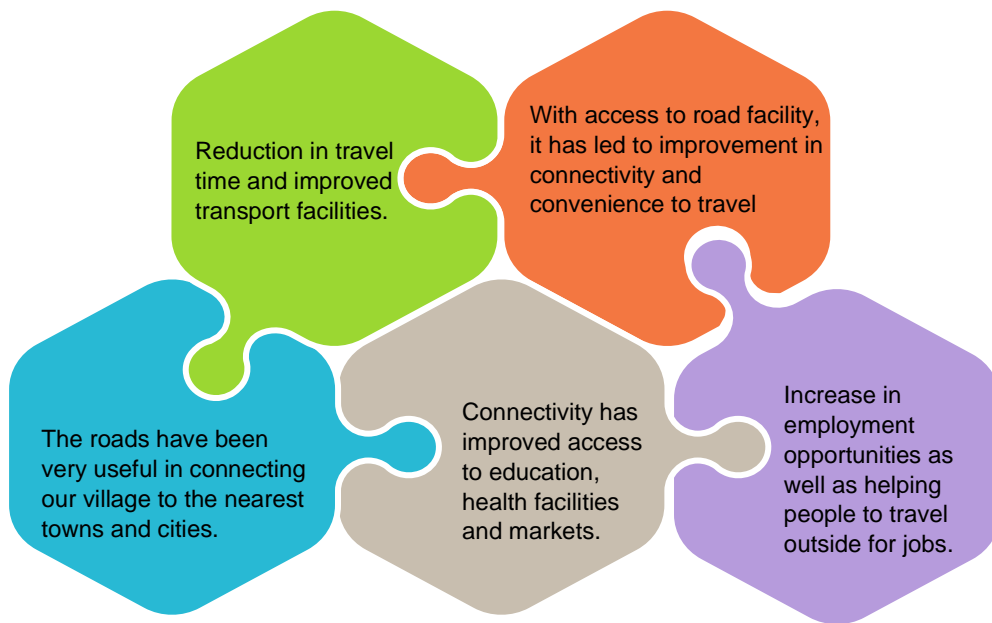 Reduction in travel
time and improved
transport facilities.
With access to road facility,
it has led to improvement in
connectivity and
convenience to travel
The roads have been
very useful in connecting
our village to the nearest
towns and cities.
Connectivity has
improved access
to education,
health facilities
and markets.
Increase in
employment
opportunities as
well as helping
people to travel
outside for jobs.